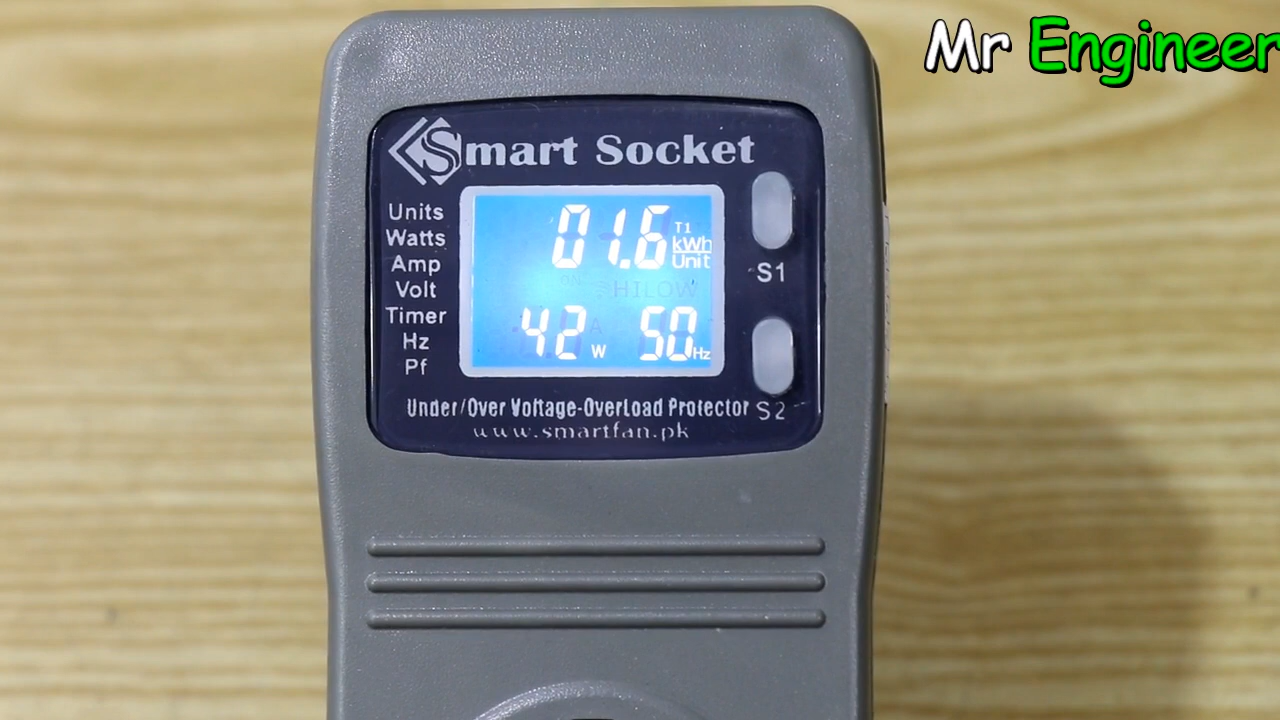 Mr Engineer
Smart Socket
Units
Watts
Amp
Volt
Timer
Hz
Pf
01.6 T1 kWh Unit
ON HILOW
42 W 50 Hz
S1
S2
Under/Over Voltage-OverLoad Protector
www.smartfan.pk